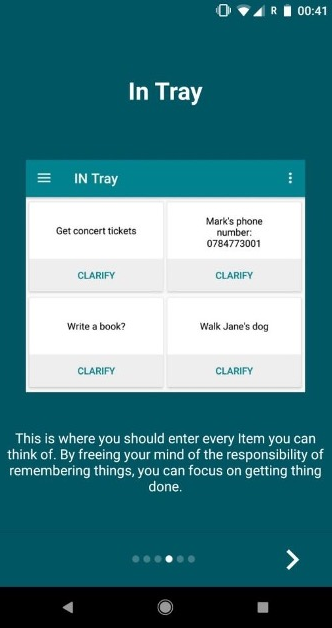 R 00:41
In Tray
IN Tray
Get concert tickets
Mark's phone
number:
0784773001
CLARIFY
CLARIFY
Write a book?
Walk Jane's dog
CLARIFY
CLARIFY
This is where you should enter every Item you can
think of. By freeing your mind of the responsibility of
remembering things, you can focus on getting thing
done.